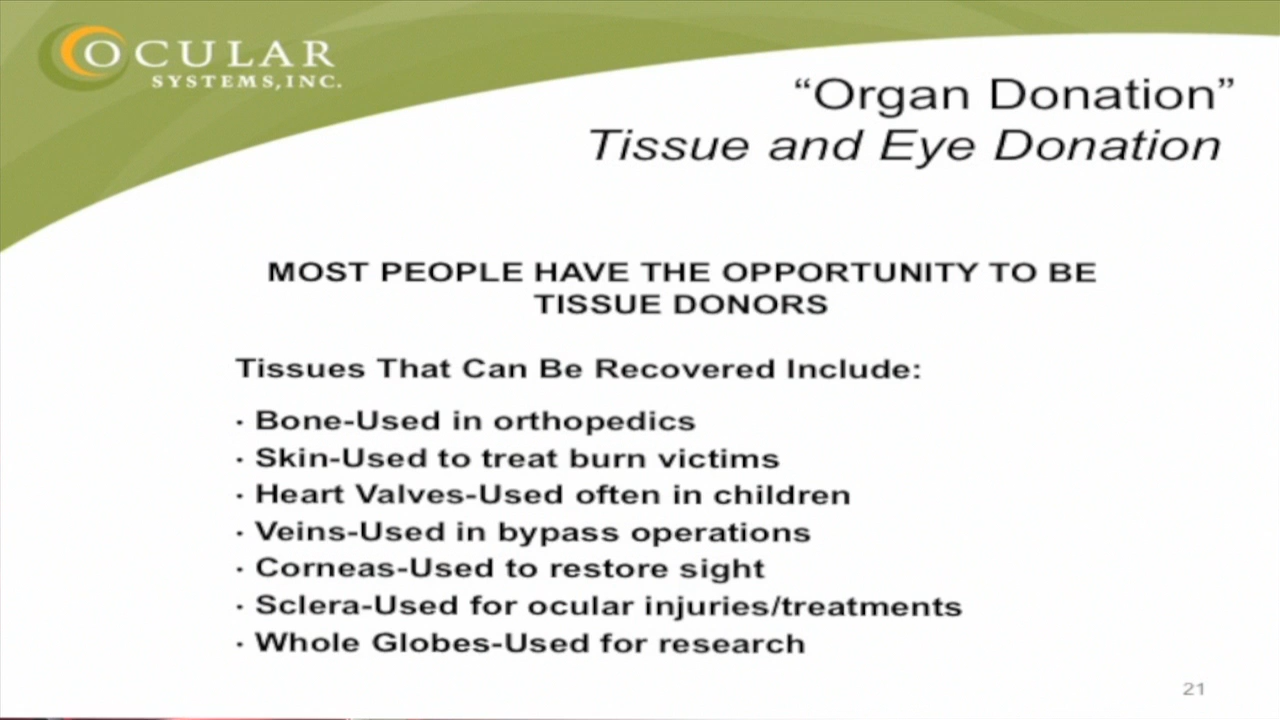 OCULAR
SYSTEMS, INC.
“Organ Donation”
Tissue and Eye Donation
MOST PEOPLE HAVE THE OPPORTUNITY TO BE
TISSUE DONORS
Tissues That Can Be Recovered Include:
· Bone-Used in orthopedics
· Skin-Used to treat burn victims
· Heart Valves-Used often in children
· Veins-Used in bypass operations
· Corneas-Used to restore sight
· Sclera-Used for ocular injuries/treatments
· Whole Globes-Used for research
21